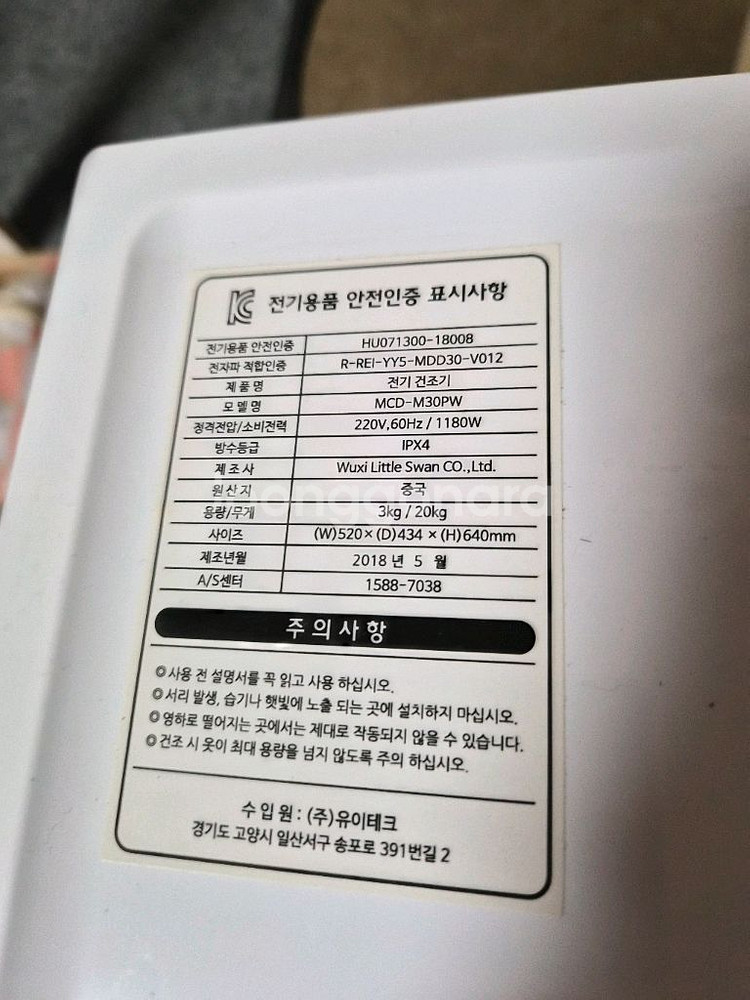 KC 전기용품 안전인증 표시사항
전기용품 안전인증 HU071300-18008
전자파 적합인증 R-REI-YY5-MDD30-V012
제 품 명 전기 건조기
모 델 명 MCD-M30PW
정격전압/소비전력 220V,60Hz / 1180W
방수등급 IPX4
제 조 사 Wuxi Little Swan CO.,Ltd.
원 산 지 중국
용량/무게 3kg / 20kg
사이즈 (W)520×(D)434 ×(H)640mm
제조년월 2018 년 5 월
A/S센터 1588-7038
주 의 사 항
◎ 사용 전 설명서를 꼭 읽고 사용 하십시오.
◎ 서리 발생, 습기나 햇빛에 노출 되는 곳에 설치하지 마십시오.
◎ 영하로 떨어지는 곳에서는 제대로 작동되지 않을 수 있습니다.
◎ 건조 시 옷이 최대 용량을 넘지 않도록 주의 하십시오.
수 입 원 : (주)유이테크
경기도 고양시 일산서구 송포로 391번길 2
joonggonara